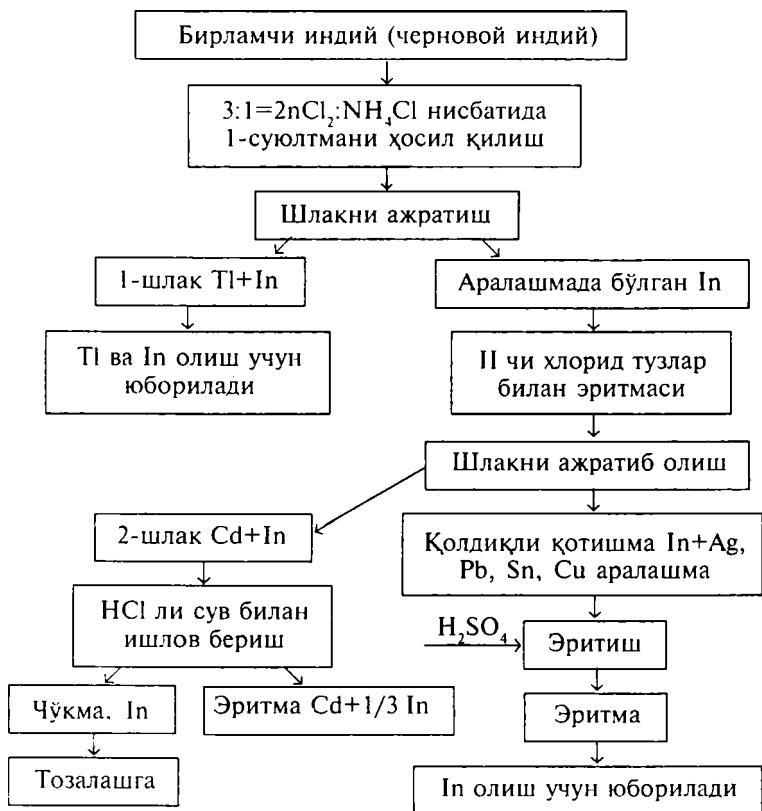 Бирламчи индий (черновой индий)
3:1=2nCl₂:NH₄Cl нисбатида
1-суюлтмани ҳосил қилиш
Шлакни ажратиш
1-шлак Tl+In
Аралашмада бўлган In
Tl ва In олиш учун
юборилади
II чи хлорид тузлар
билан эритмаси
Шлакни ажратиб олиш
2-шлак Cd+In
Қолдиқли қотишма In+Ag,
Pb, Sn, Cu аралашма
HCl ли сув билан
ишлов бериш
H₂SO₄
Эритиш
Чўкма. In
Эритма Cd+1/3 In
Эритма
Тозалашга
In олиш учун юборилади